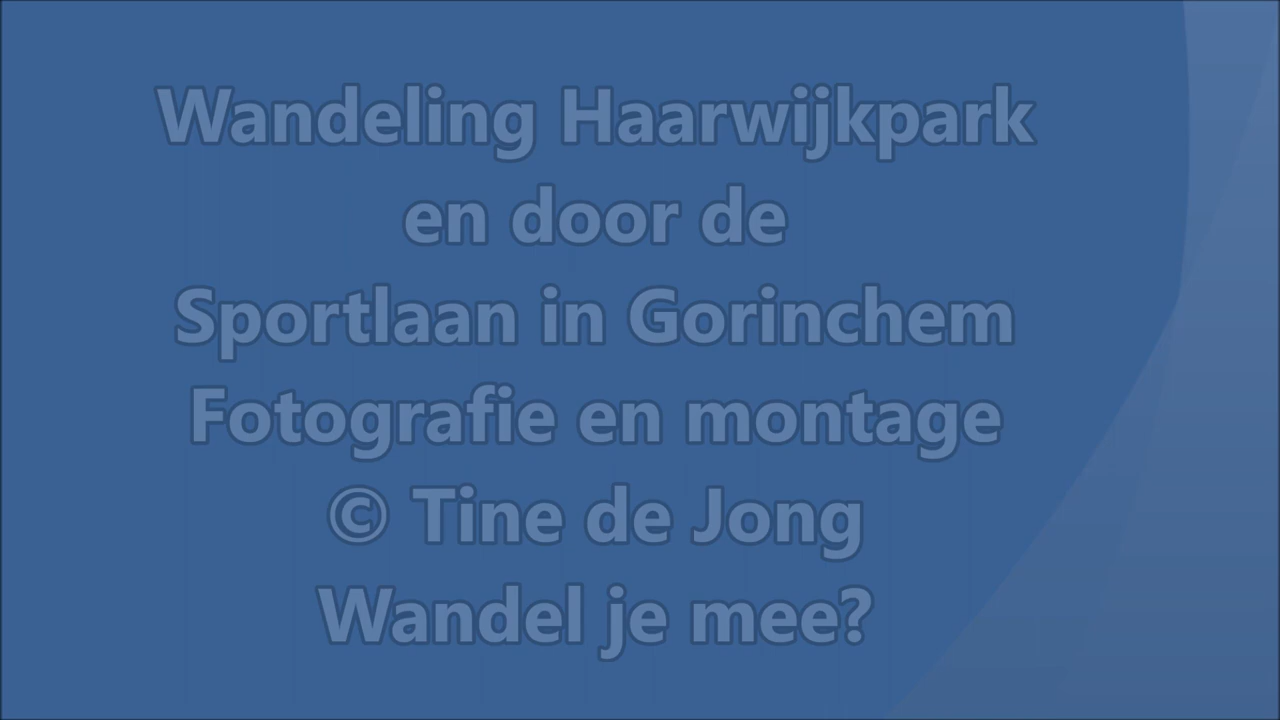 Wandeling Haarwijkpark
en door de
Sportlaan in Gorinchem
Fotografie en montage
© Tine de Jong
Wandel je mee?